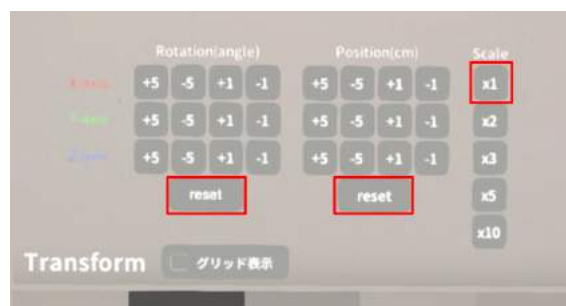 Rotation(angle) Position(cm) Scale
X-axis +5 -5 +1 -1 +5 -5 +1 -1 x1
Y-axis +5 -5 +1 -1 +5 -5 +1 -1 x2
Z-axis +5 -5 +1 -1 +5 -5 +1 -1 x3
reset reset x5
x10
Transform グリッド表示